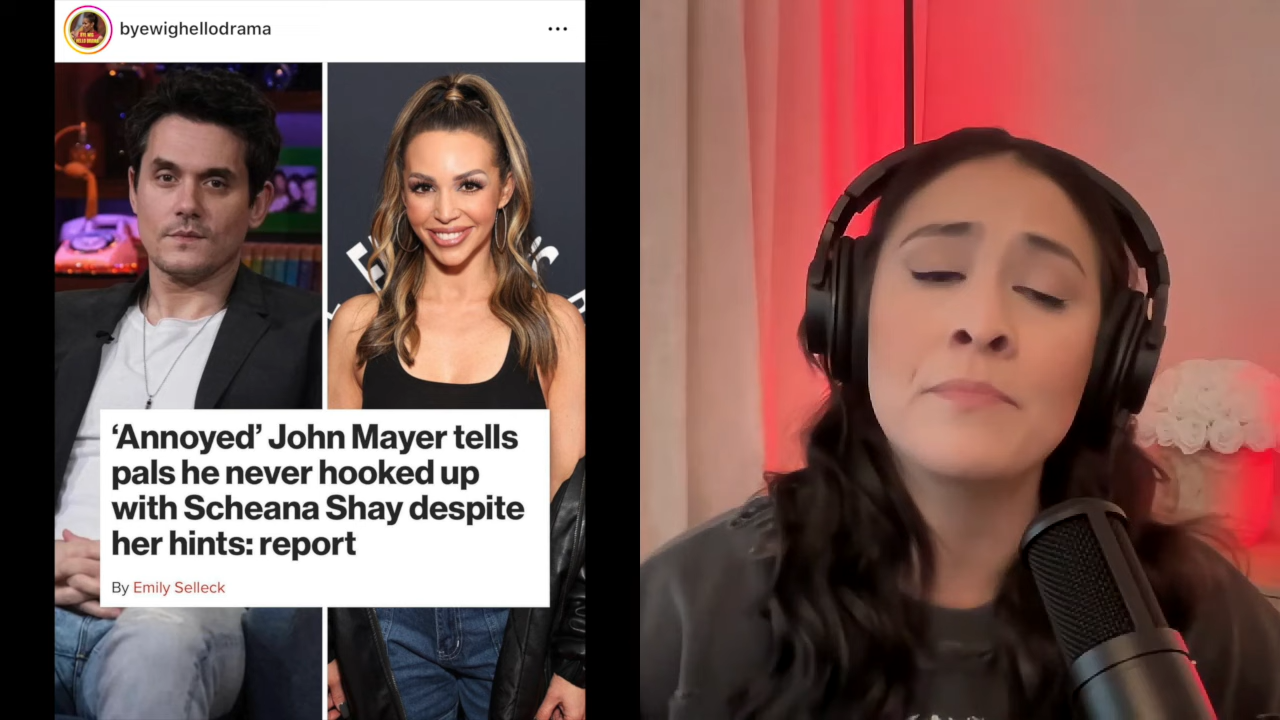 byewighellodrama
‘Annoyed’ John Mayer tells
pals he never hooked up
with Scheana Shay despite
her hints: report
By Emily Selleck